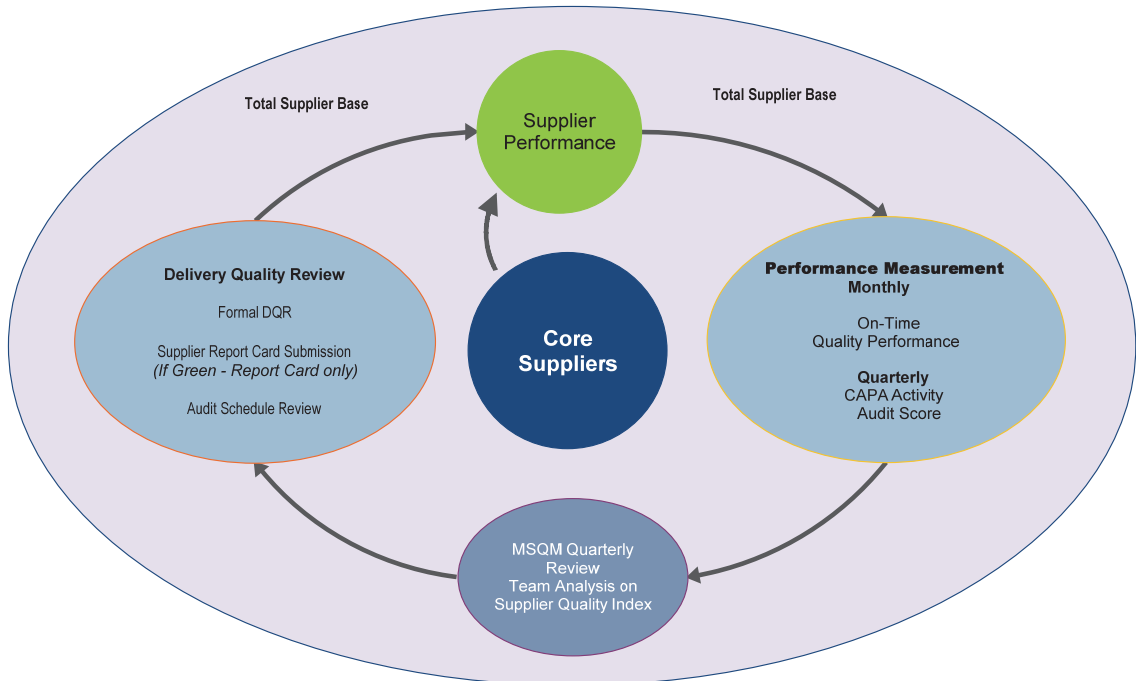 Total Supplier Base
Total Supplier Base
Supplier
Performance
Delivery Quality Review
Formal DQR
Supplier Report Card Submission
(If Green - Report Card only)
Audit Schedule Review
Core
Suppliers
Performance Measurement
Monthly
On-Time
Quality Performance
Quarterly
CAPA Activity
Audit Score
MSQM Quarterly
Review
Team Analysis on
Supplier Quality Index